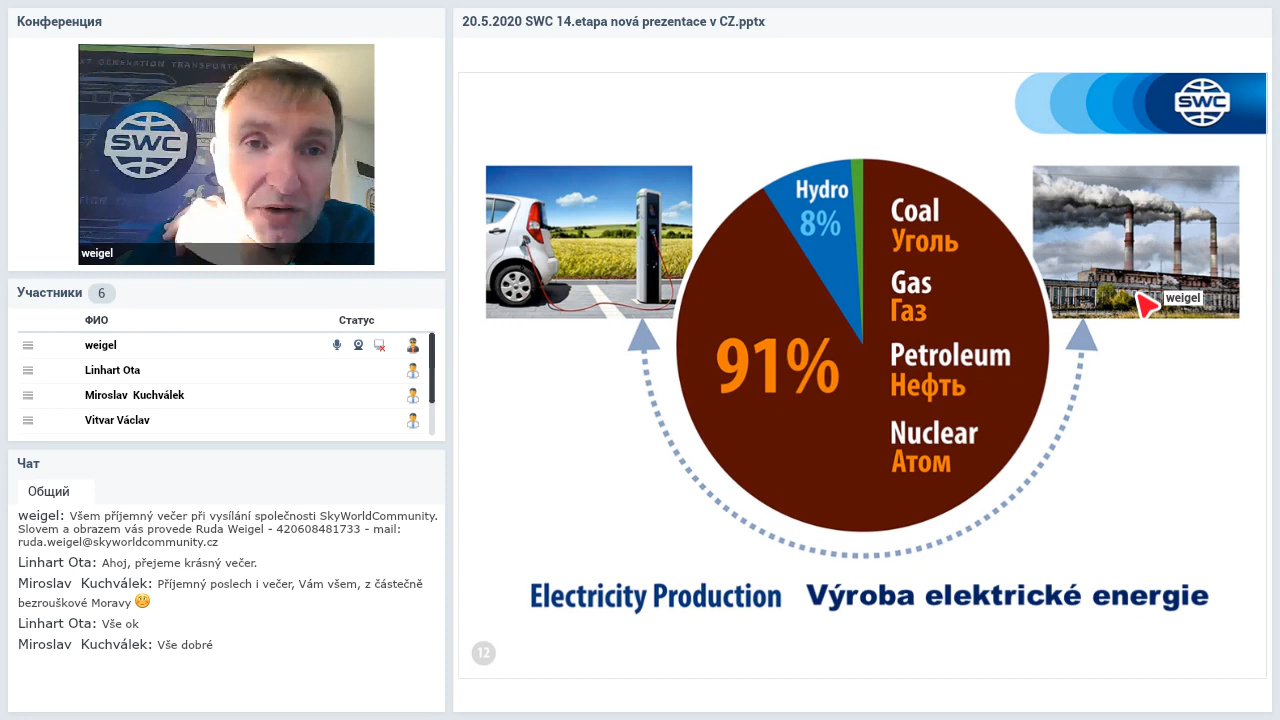 Конференция
AT GENERATION TRANSPORTA
SWC
weigel
Участники 6
ФИО Статус
weigel
Linhart Ota
Miroslav Kuchválek
Vitvar Václav
Чат
Общий
weigel: Všem příjemný večer při vysílání společnosti SkyWorldCommunity.
Slovem a obrazem vás provede Ruda Weigel - 420608481733 - mail:
ruda.weigel@skyworldcommunity.cz
Linhart Ota: Ahoj, přejeme krásný večer.
Miroslav Kuchválek: Příjemný poslech i večer, Vám všem, z částečně
bezrouškové Moravy
Linhart Ota: Vše ok
Miroslav Kuchválek: Vše dobré
20.5.2020 SWC 14.etapa nová prezentace v CZ.pptx
SWC
Hydro
8%
91%
Coal
Уголь
Gas
Газ
Petroleum
Нефть
Nuclear
Атом
weigel
Electricity Production Výroba elektrické energie
12